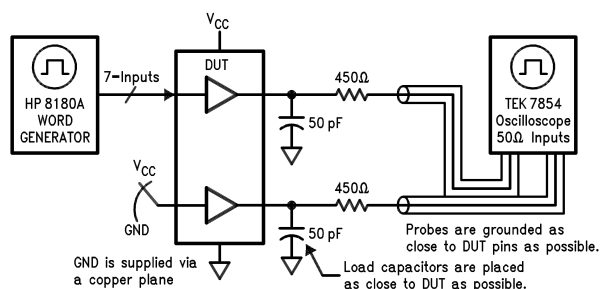 VCC
DUT
7-Inputs
HP 8180A
WORD
GENERATOR
450Ω
50 pF
TEK 7854
Oscilloscope
50Ω Inputs
VCC
GND
450Ω
50 pF
Probes are grounded as
close to DUT pins as possible.
GND is supplied via
a copper plane
Load capacitors are placed
as close to DUT as possible.